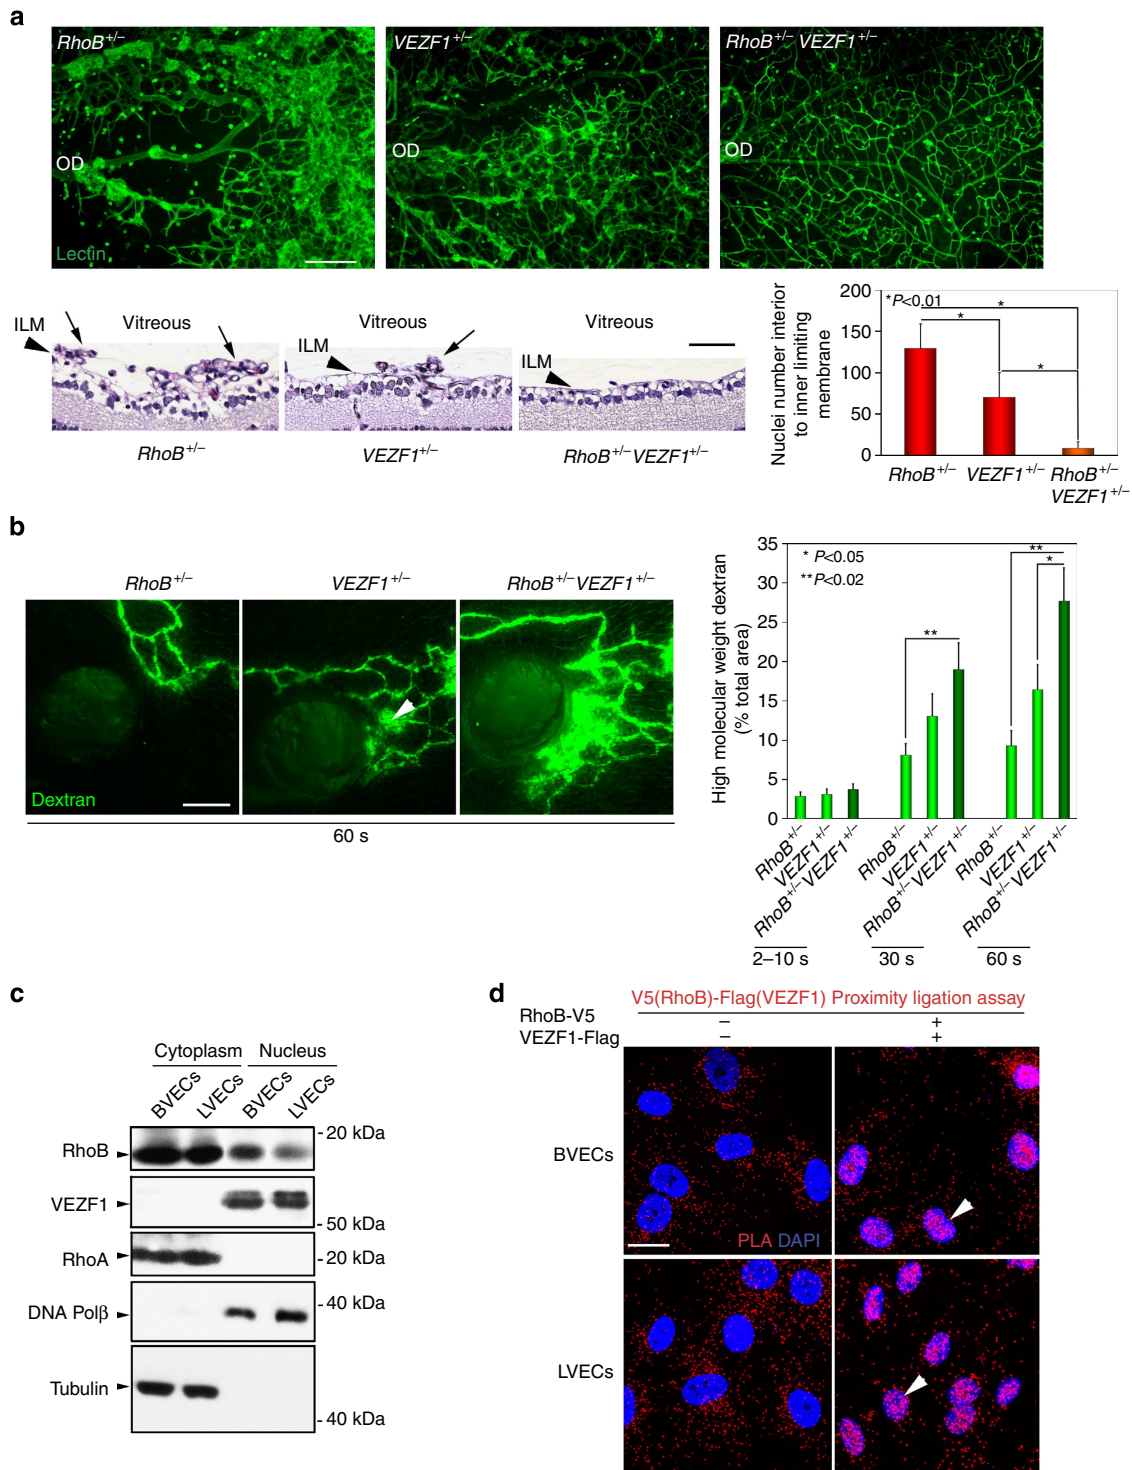 a
RhoB+/–
VEZF1+/–
RhoB+/– VEZF1+/–
OD
OD
OD
Lectin
ILM
Vitreous
ILM
Vitreous
ILM
Vitreous
RhoB+/–
VEZF1+/–
RhoB+/– VEZF1+/–
Nuclei number interior
to inner limiting
membrane
*P<0.01
200
150
100
50
0
*
*
*
RhoB+/–
VEZF1+/–
RhoB+/–
VEZF1+/–
b
RhoB+/–
VEZF1+/–
RhoB+/– VEZF1+/–
Dextran
60 s
High molecular weight dextran
(% total area)
35
30
25
20
15
10
5
0
* P<0.05
**P<0.02
**
**
*
RhoB+/–
VEZF1+/–
RhoB+/– VEZF1+/–
RhoB+/–
VEZF1+/–
RhoB+/– VEZF1+/–
RhoB+/–
VEZF1+/–
RhoB+/– VEZF1+/–
2–10 s
30 s
60 s
c
Cytoplasm
Nucleus
BVECs
LVECs
BVECs
LVECs
RhoB
- 20 kDa
VEZF1
- 50 kDa
RhoA
- 20 kDa
DNA Polβ
- 40 kDa
Tubulin
- 40 kDa
d
V5(RhoB)-Flag(VEZF1) Proximity ligation assay
RhoB-V5 – +
VEZF1-Flag – +
BVECs
PLA DAPI
LVECs